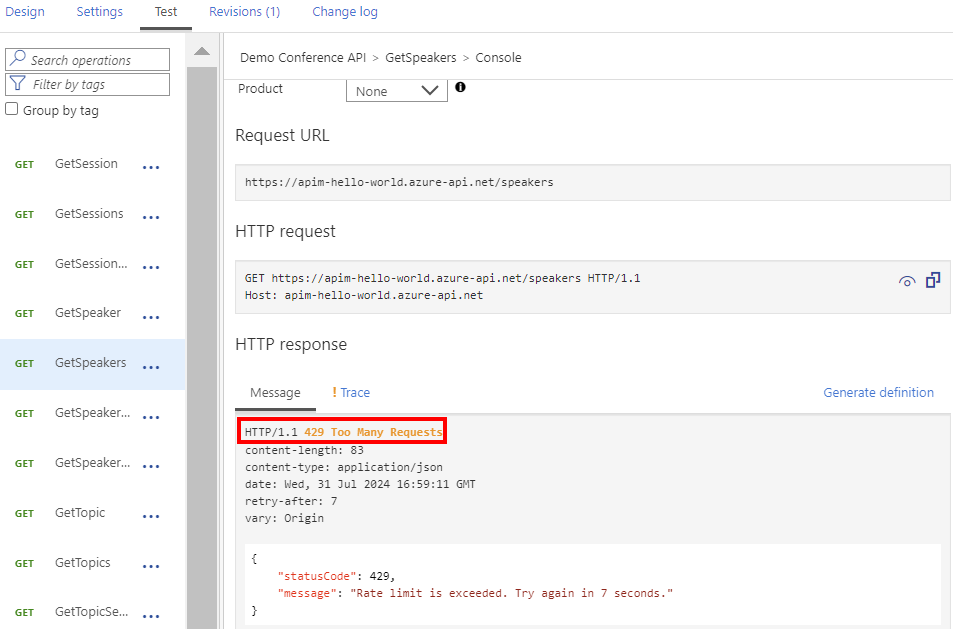 Design Settings Test Revisions (1) Change log
Search operations
Filter by tags
Group by tag
GET GetSession ...
GET GetSessions ...
GET GetSession... ...
GET GetSpeaker ...
GET GetSpeakers ...
GET GetSpeaker... ...
GET GetSpeaker... ...
GET GetTopic ...
GET GetTopics ...
GET GetTopicSe... ...
Demo Conference API > GetSpeakers > Console
Product None
Request URL
https://apim-hello-world.azure-api.net/speakers
HTTP request
GET https://apim-hello-world.azure-api.net/speakers HTTP/1.1
Host: apim-hello-world.azure-api.net
HTTP response
Message ! Trace Generate definition
HTTP/1.1 429 Too Many Requests
content-length: 83
content-type: application/json
date: Wed, 31 Jul 2024 16:59:11 GMT
retry-after: 7
vary: Origin
{
"statusCode": 429,
"message": "Rate limit is exceeded. Try again in 7 seconds."
}